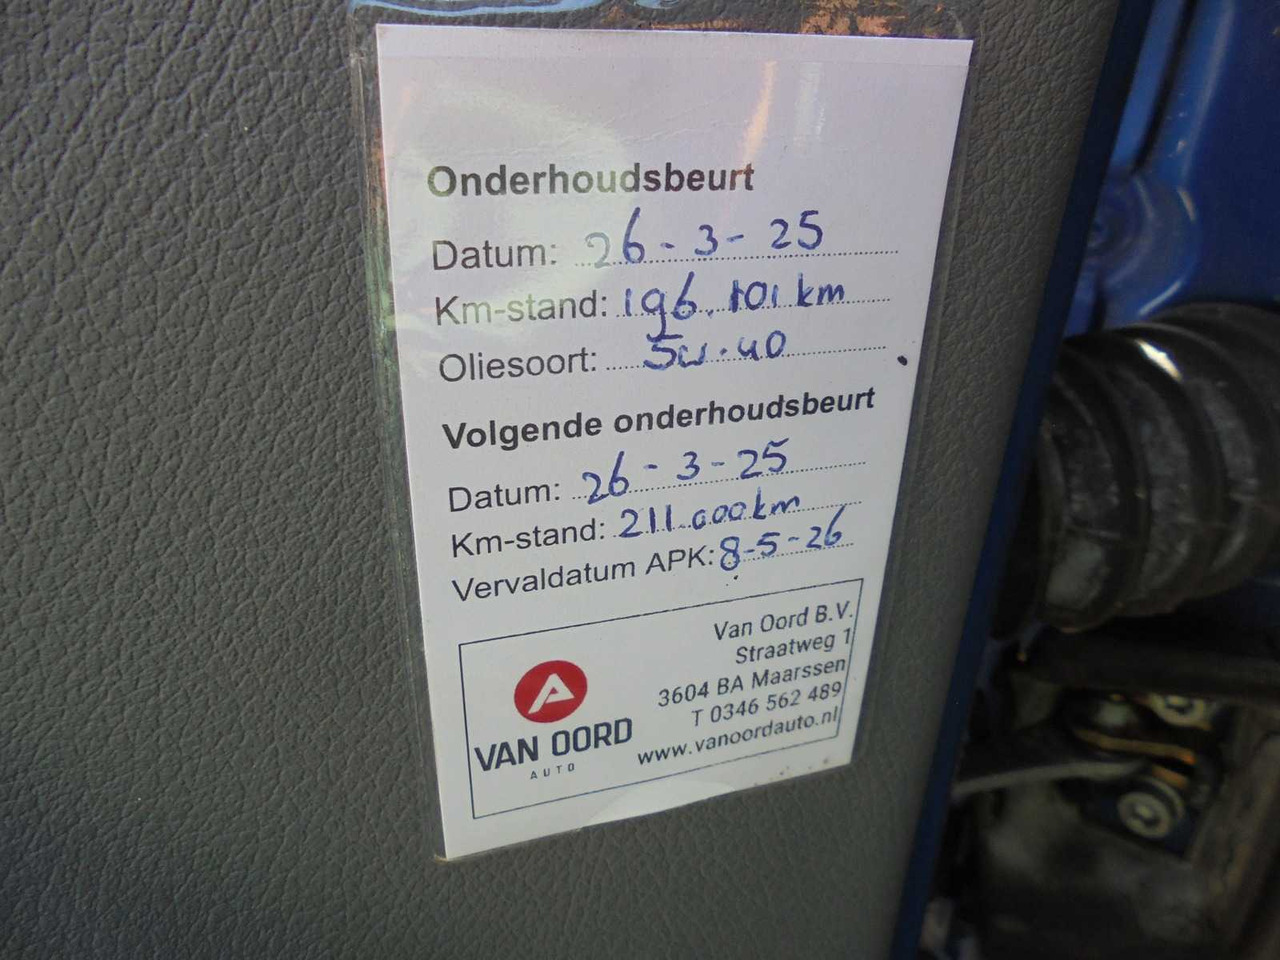 Onderhoudsbeurt
Datum: 26-3-25
Km-stand: 196.101 km
Oliesoort: 5w.40
Volgende onderhoudsbeurt
Datum: 26-3-25
Km-stand: 211.000km
Vervaldatum APK: 8-5-26
Van Oord B.V.
Straatweg 1
3604 BA Maarssen
T 0346 562 489
www.vanoordauto.nl
VAN OORD
AUTO